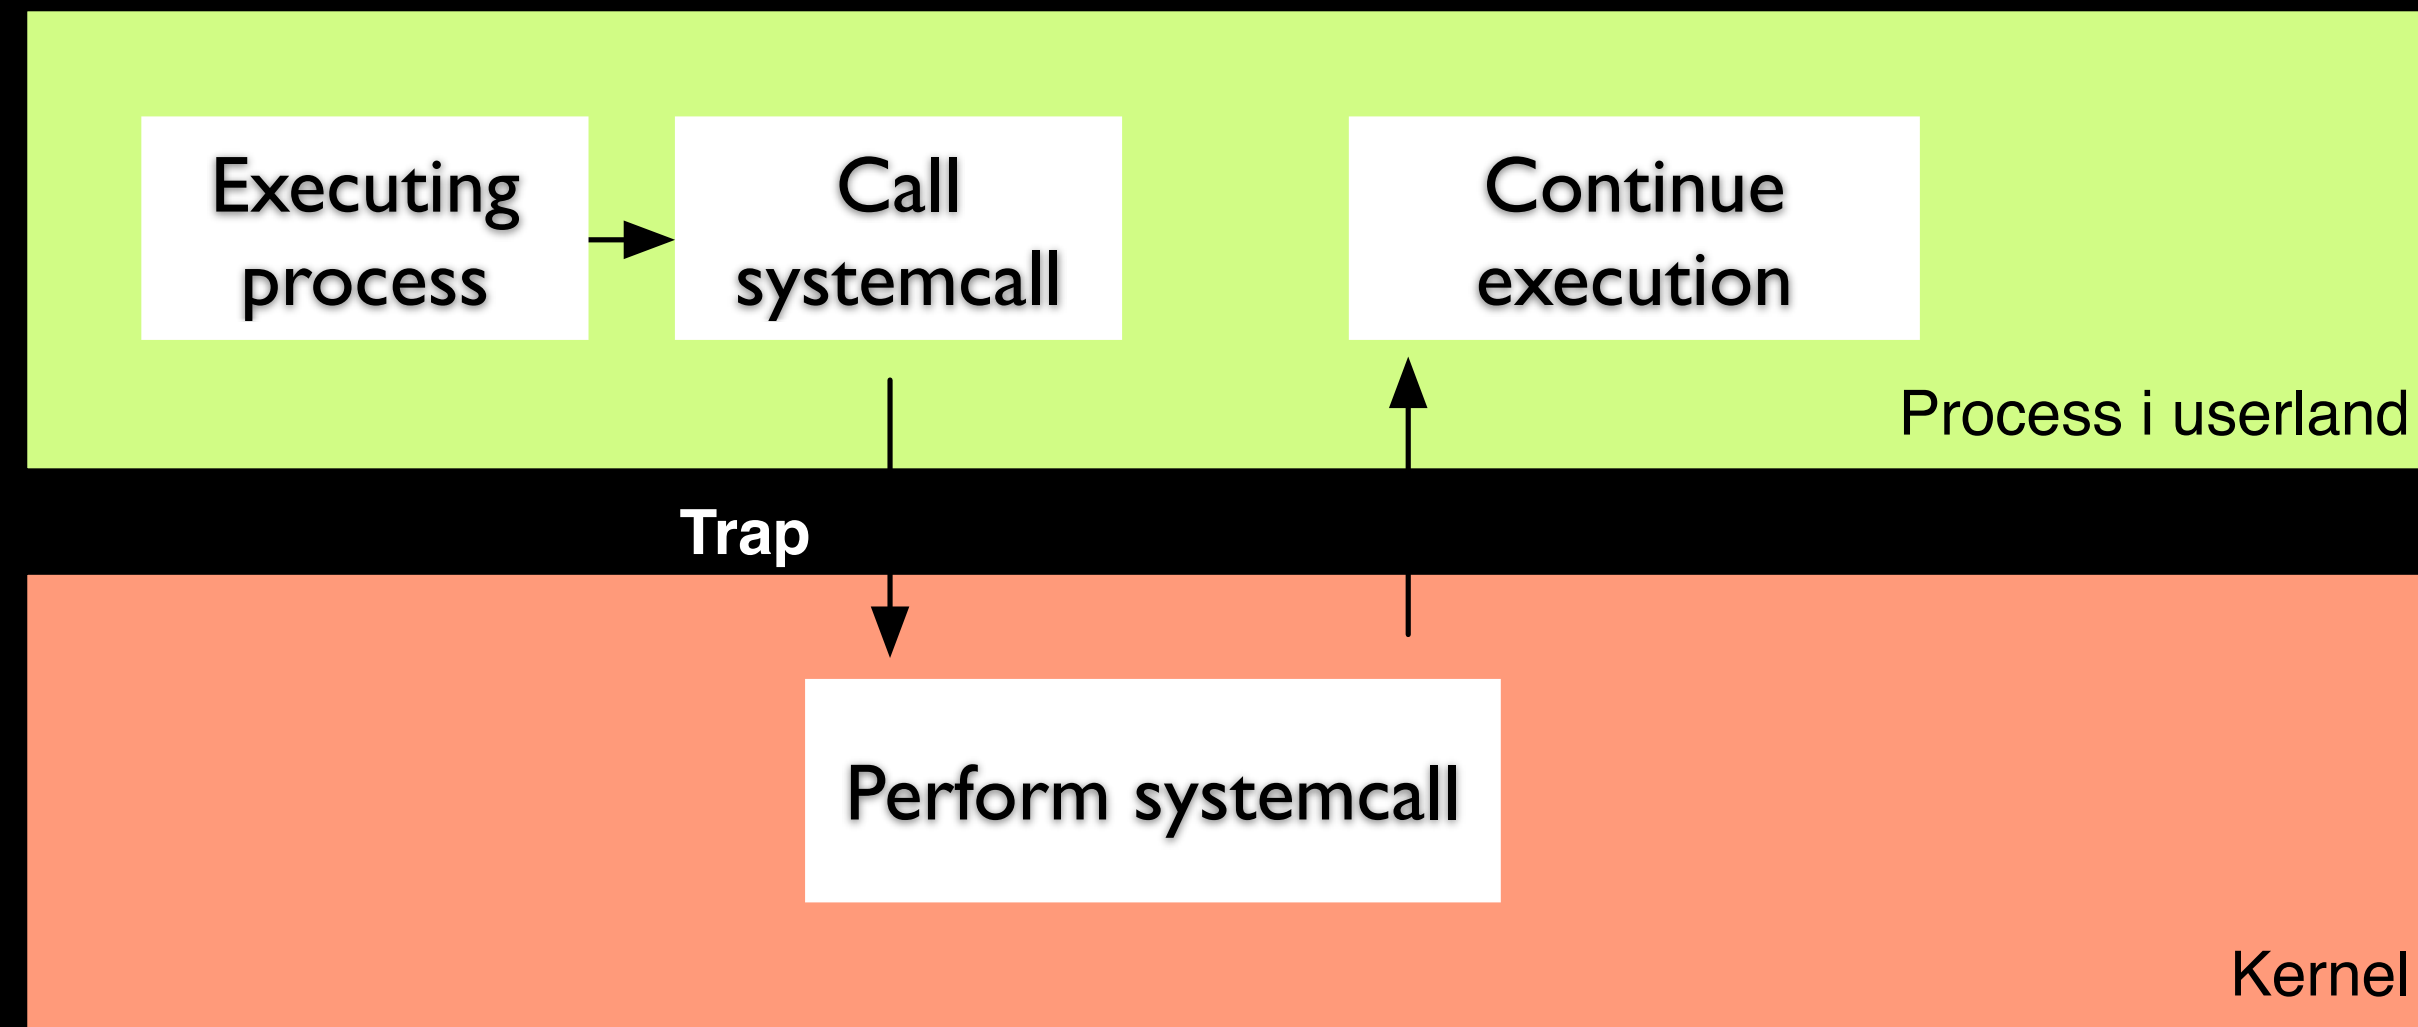 Executing
process
Call
systemcall
Continue
execution
Process i userland
Trap
Perform systemcall
Kernel